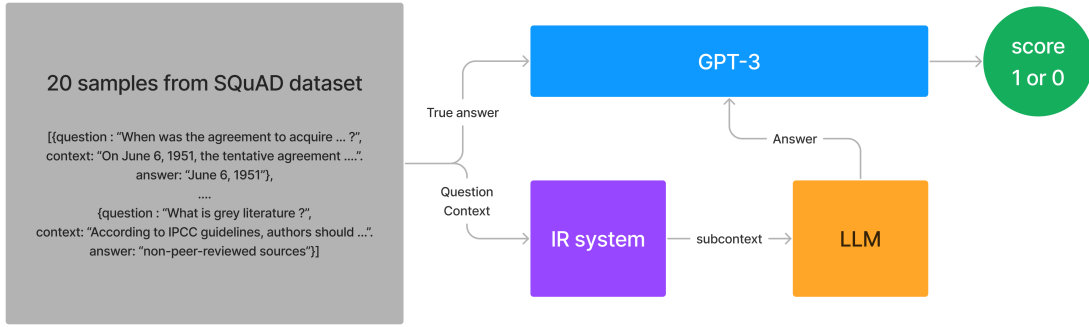 20 samples from SQuAD dataset
[{question : “When was the agreement to acquire ... ?”,
context: “On June 6, 1951, the tentative agreement ....”.
answer: “June 6, 1951”},
....
{question : “What is grey literature ?”,
context: “According to IPCC guidelines, authors should ...”.
answer: “non-peer-reviewed sources”}]
True answer
Question
Context
GPT-3
score
1 or 0
Answer
IR system
subcontext
LLM